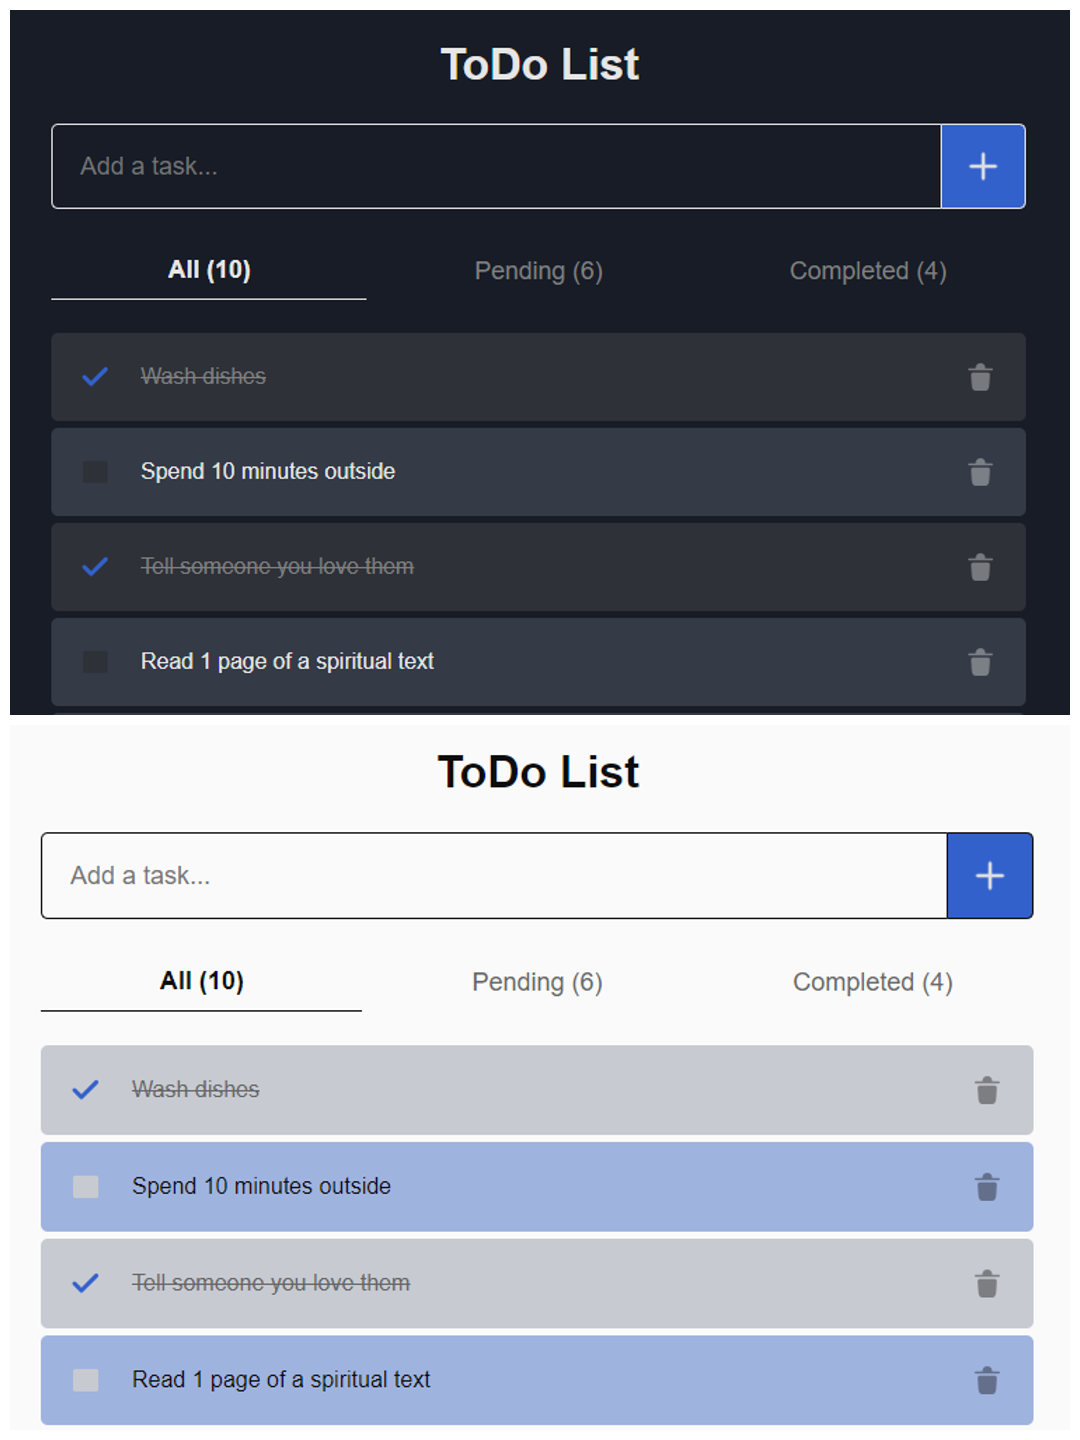 ToDo List
Add a task...
All (10) Pending (6) Completed (4)
Wash dishes
Spend 10 minutes outside
Tell someone you love them
Read 1 page of a spiritual text
ToDo List
Add a task...
All (10) Pending (6) Completed (4)
Wash dishes
Spend 10 minutes outside
Tell someone you love them
Read 1 page of a spiritual text